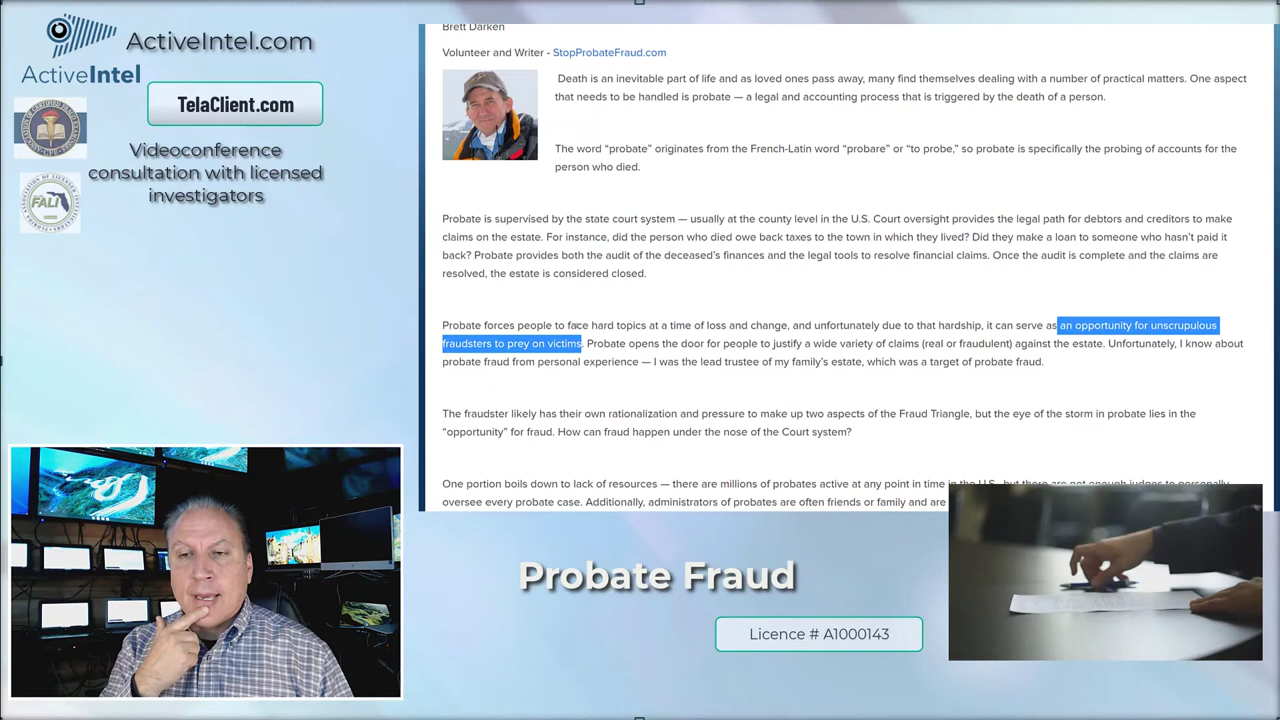 ActiveIntel.com
ActiveIntel
TelaClient.com
Videoconference
consultation with licensed
investigators
FALI
Brett Darken
Volunteer and Writer - StopProbateFraud.com
Death is an inevitable part of life and as loved ones pass away, many find themselves dealing with a number of practical matters. One aspect
that needs to be handled is probate — a legal and accounting process that is triggered by the death of a person.
The word “probate” originates from the French-Latin word “probare” or “to probe,” so probate is specifically the probing of accounts for the
person who died.
Probate is supervised by the state court system — usually at the county level in the U.S. Court oversight provides the legal path for debtors and creditors to make
claims on the estate. For instance, did the person who died owe back taxes to the town in which they lived? Did they make a loan to someone who hasn’t paid it
back? Probate provides both the audit of the deceased’s finances and the legal tools to resolve financial claims. Once the audit is complete and the claims are
resolved, the estate is considered closed.
Probate forces people to face hard topics at a time of loss and change, and unfortunately due to that hardship, it can serve as an opportunity for unscrupulous
fraudsters to prey on victims. Probate opens the door for people to justify a wide variety of claims (real or fraudulent) against the estate. Unfortunately, I know about
probate fraud from personal experience — I was the lead trustee of my family’s estate, which was a target of probate fraud.
The fraudster likely has their own rationalization and pressure to make up two aspects of the Fraud Triangle, but the eye of the storm in probate lies in the
“opportunity” for fraud. How can fraud happen under the nose of the Court system?
One portion boils down to lack of resources — there are millions of probates active at any point in time in the U.S., but there are not enough judges to personally
oversee every probate case. Additionally, administrators of probates are often friends or family and are
Probate Fraud
Licence # A1000143